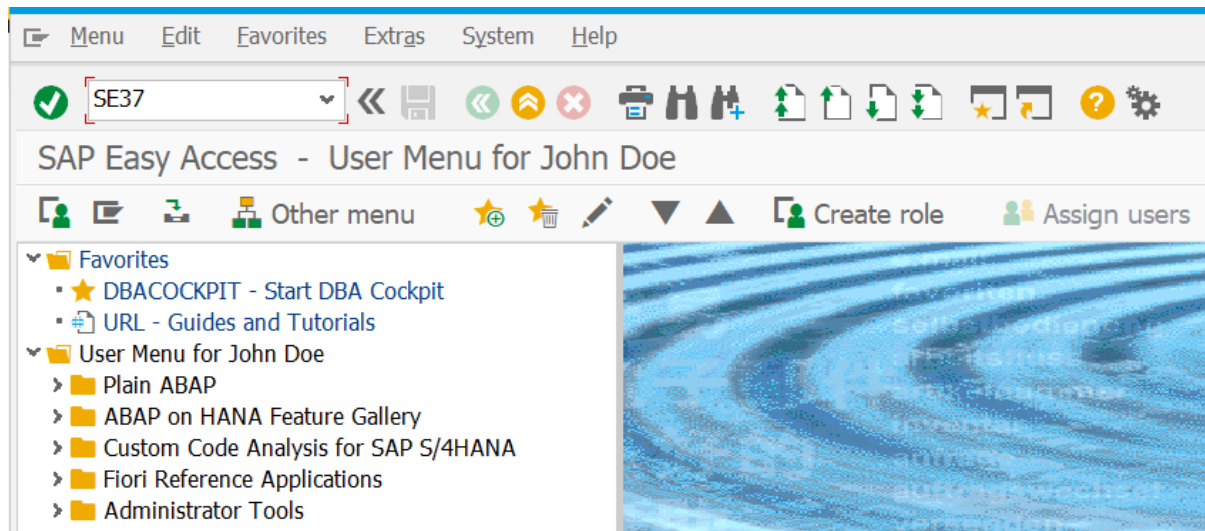 Menu Edit Favorites Extras System Help
SE37
SAP Easy Access - User Menu for John Doe
Other menu Create role Assign users
Favorites
DBACOCKPIT - Start DBA Cockpit
URL - Guides and Tutorials
User Menu for John Doe
Plain ABAP
ABAP on HANA Feature Gallery
Custom Code Analysis for SAP S/4HANA
Fiori Reference Applications
Administrator Tools
favoriten